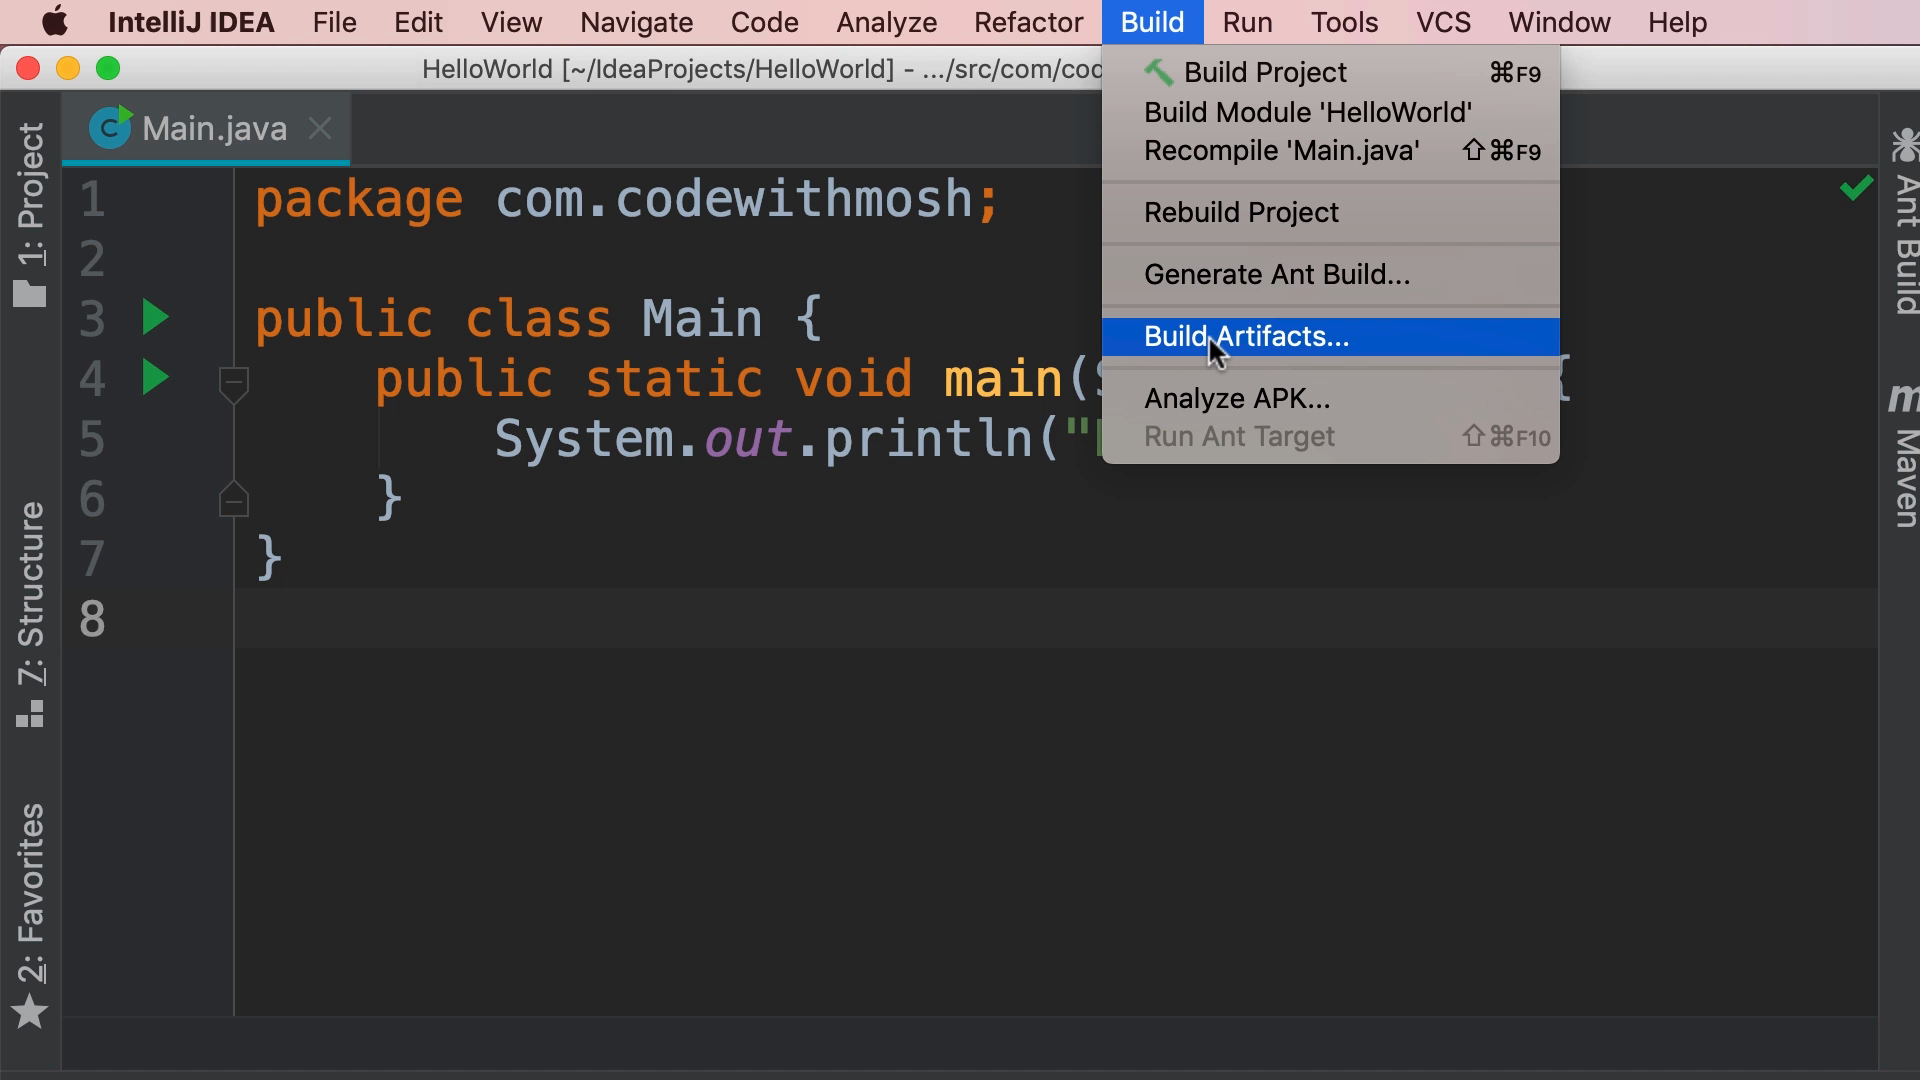 IntelliJ IDEA File Edit View Navigate Code Analyze Refactor Build Run Tools VCS Window Help
HelloWorld [~/IdeaProjects/HelloWorld] - .../src/com/cod
Main.java
Build Project ⌘F9
Build Module 'HelloWorld'
Recompile 'Main.java' ⇧⌘F9
Rebuild Project
Generate Ant Build...
Build Artifacts...
Analyze APK...
Run Ant Target ⇧⌘F10
1 package com.codewithmosh;
2
3 public class Main {
4 public static void main( {
5 System.out.println("
6 }
7 }
8
1: Project
7: Structure
2: Favorites
Ant Build
m Maven